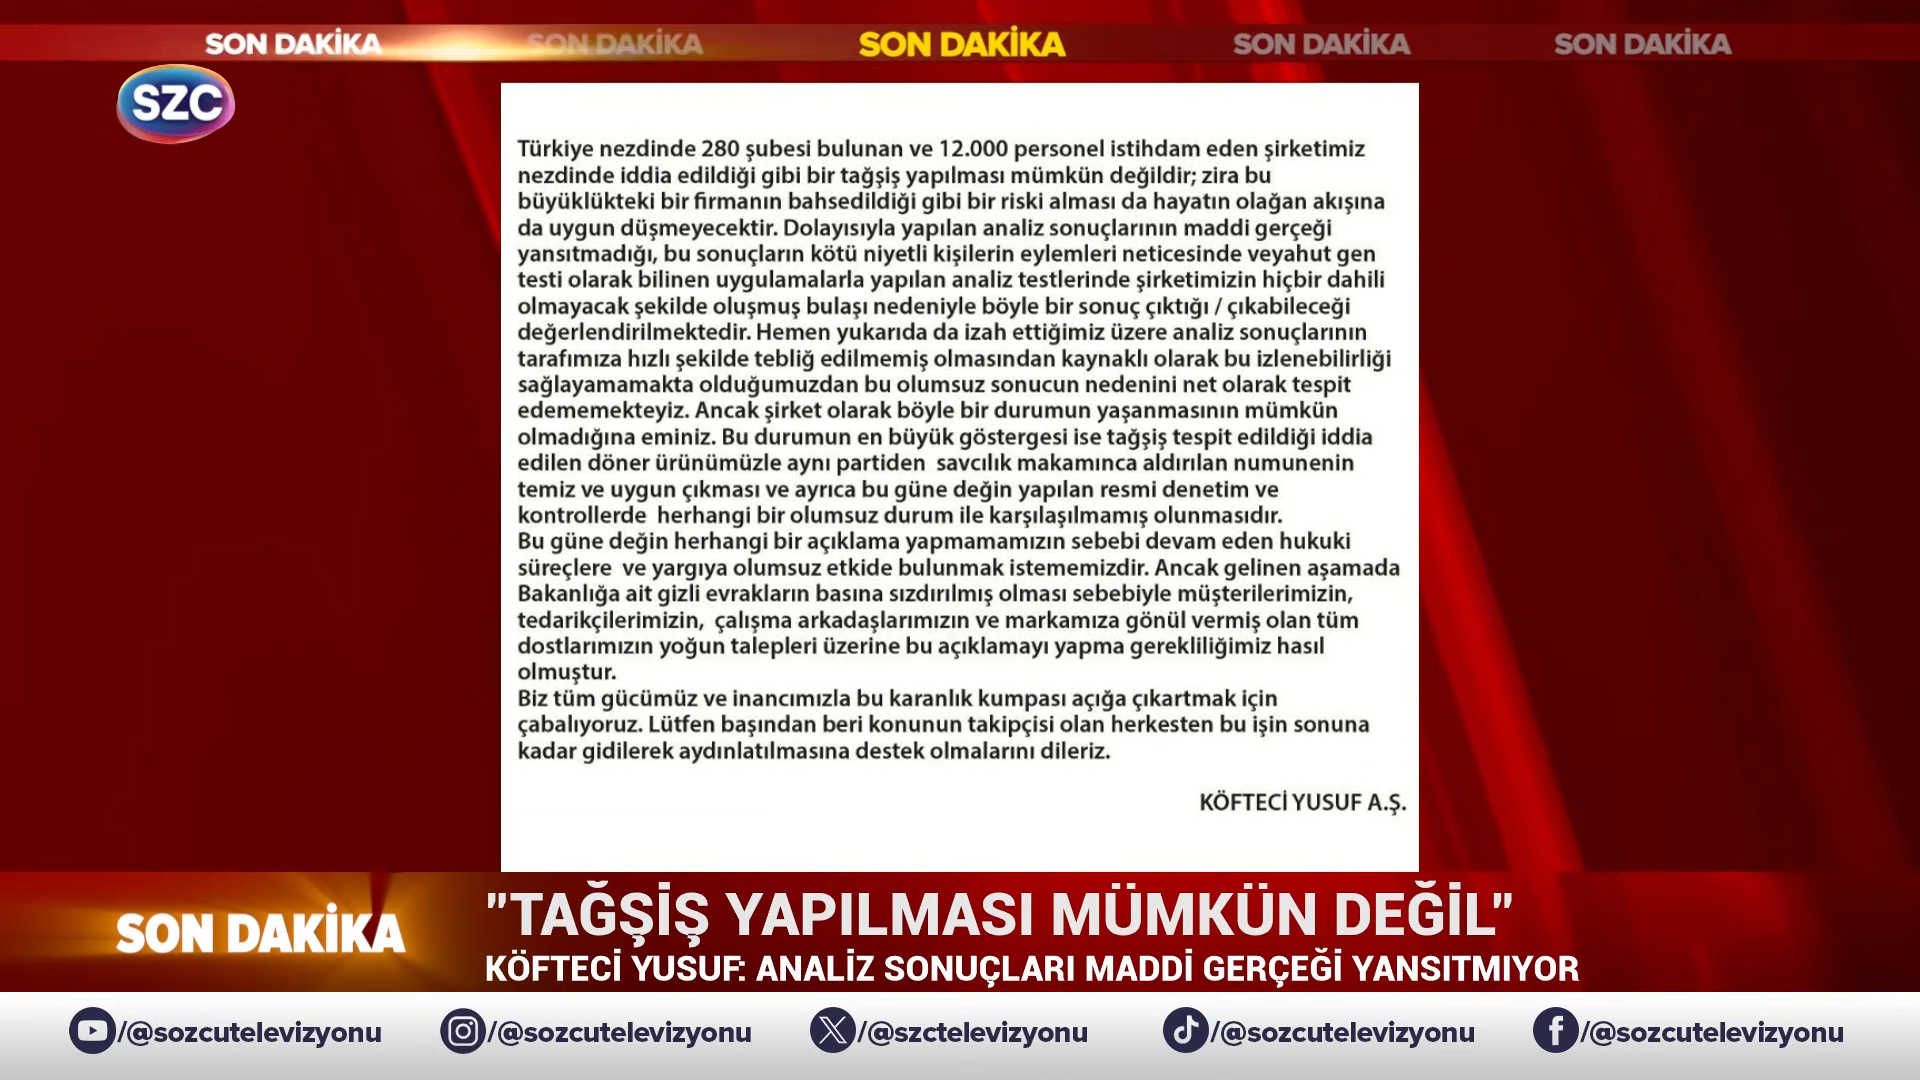 SON DAKİKA SON DAKİKA SON DAKİKA SON DAKİKA SON DAKİKA
SZC
Türkiye nezdinde 280 şubesi bulunan ve 12.000 personel istihdam eden şirketimiz
nezdinde iddia edildiği gibi bir tağşiş yapılması mümkün değildir; zira bu
büyüklükteki bir firmanın bahsedildiği gibi bir riski alması da hayatın olağan akışına
da uygun düşmeyecektir. Dolayısıyla yapılan analiz sonuçlarının maddi gerçeği
yansıtmadığı, bu sonuçların kötü niyetli kişilerin eylemleri neticesinde veyahut gen
testi olarak bilinen uygulamalarla yapılan analiz testlerinde şirketimizin hiçbir dahili
olmayacak şekilde oluşmuş bulaşı nedeniyle böyle bir sonuç çıktığı / çıkabileceği
değerlendirilmektedir. Hemen yukarıda da izah ettiğimiz üzere analiz sonuçlarının
tarafımıza hızlı şekilde tebliğ edilmemiş olmasından kaynaklı olarak bu izlenebilirliği
sağlayamamakta olduğumuzdan bu olumsuz sonucun nedenini net olarak tespit
edememekteyiz. Ancak şirket olarak böyle bir durumun yaşanmasının mümkün
olmadığına eminiz. Bu durumun en büyük göstergesi ise tağşiş tespit edildiği iddia
edilen döner ürünümüzle aynı partiden  savcılık makamınca aldırılan numunenin
temiz ve uygun çıkması ve ayrıca bu güne değin yapılan resmi denetim ve
kontrollerde  herhangi bir olumsuz durum ile karşılaşılmamış olunmasıdır.
Bu güne değin herhangi bir açıklama yapmamamızın sebebi devam eden hukuki
süreçlere  ve yargıya olumsuz etkide bulunmak istememizdir. Ancak gelinen aşamada
Bakanlığa ait gizli evrakların basına sızdırılmış olması sebebiyle müşterilerimizin,
tedarikçilerimizin,  çalışma arkadaşlarımızın ve markamıza gönül vermiş olan tüm
dostlarımızın yoğun talepleri üzerine bu açıklamayı yapma gerekliliğimiz hasıl
olmuştur.
Biz tüm gücümüz ve inancımızla bu karanlık kumpası açığa çıkartmak için
çabalıyoruz. Lütfen başından beri konunun takipçisi olan herkesten bu işin sonuna
kadar gidilerek aydınlatılmasına destek olmalarını dileriz.
KÖFTECİ YUSUF A.Ş.
SON DAKİKA
"TAĞŞİŞ YAPILMASI MÜMKÜN DEĞİL"
KÖFTECİ YUSUF: ANALİZ SONUÇLARI MADDİ GERÇEĞİ YANSITMIYOR
/@sozcutelevizyonu /@sozcutelevizyonu /@szctelevizyonu /@sozcutelevizyonu /@sozcutelevizyonu